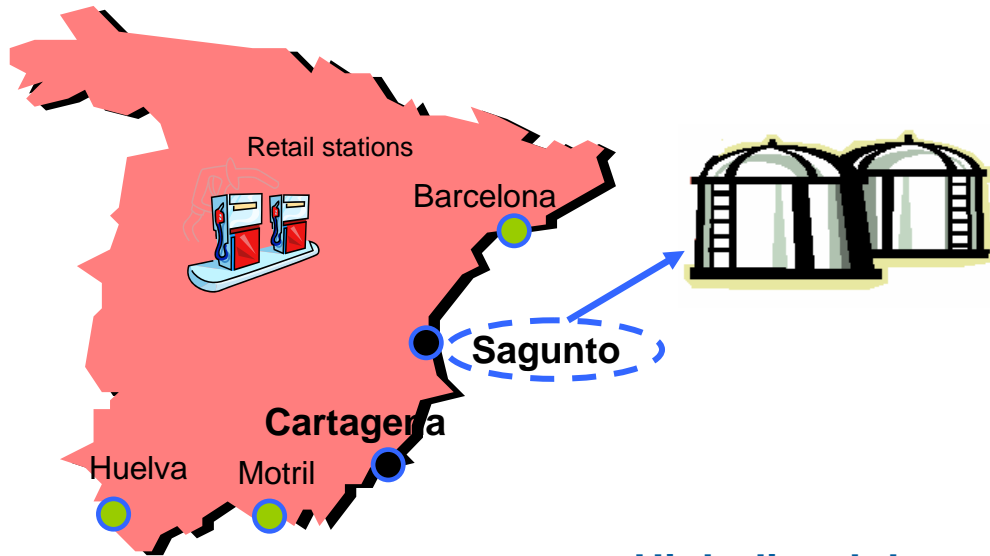 Retail stations
Barcelona
Sagunto
Cartagena
Huelva
Motril